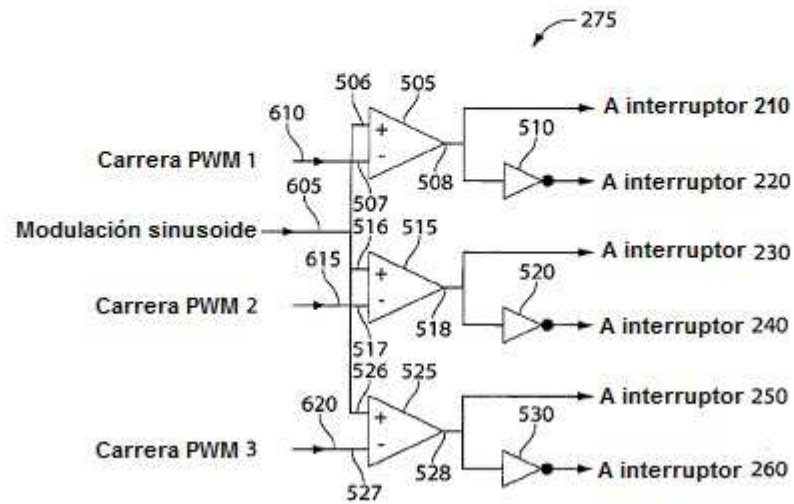 275
506
505
A interruptor 210
610
510
Carrera PWM 1
+
-
508
A interruptor 220
605
507
Modulación sinusoide
516
515
A interruptor 230
615
520
Carrera PWM 2
+
-
518
A interruptor 240
517
526
525
A interruptor 250
620
530
Carrera PWM 3
+
-
528
A interruptor 260
527